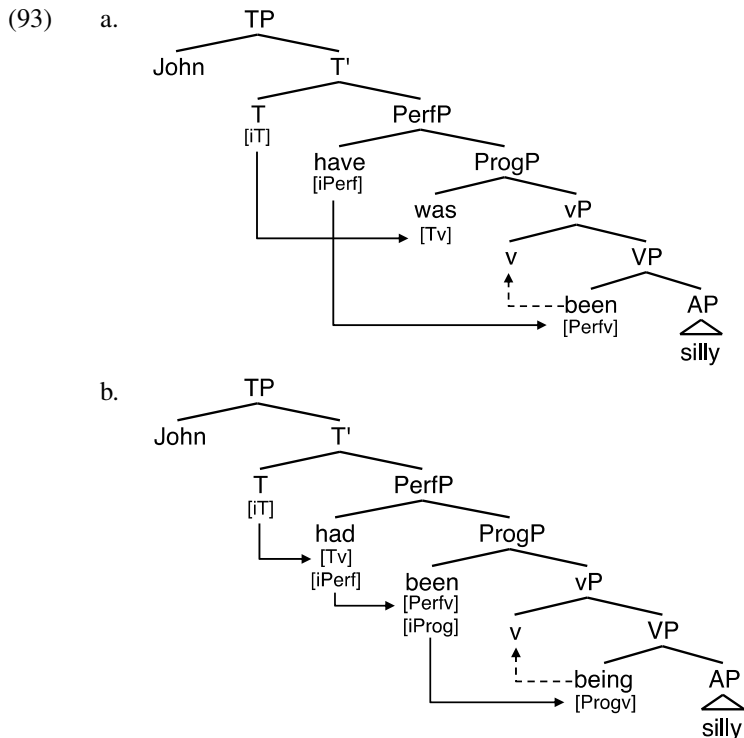 (93) a. TP
John T'
T PerfP
[iT]
have ProgP
[iPerf]
was vP
[Tv]
v VP
been AP
[Perfv]
silly
b. TP
John T'
T PerfP
[iT]
had ProgP
[Tv]
[iPerf] been vP
[Perfv]
[iProg] v VP
being AP
[Progv]
silly